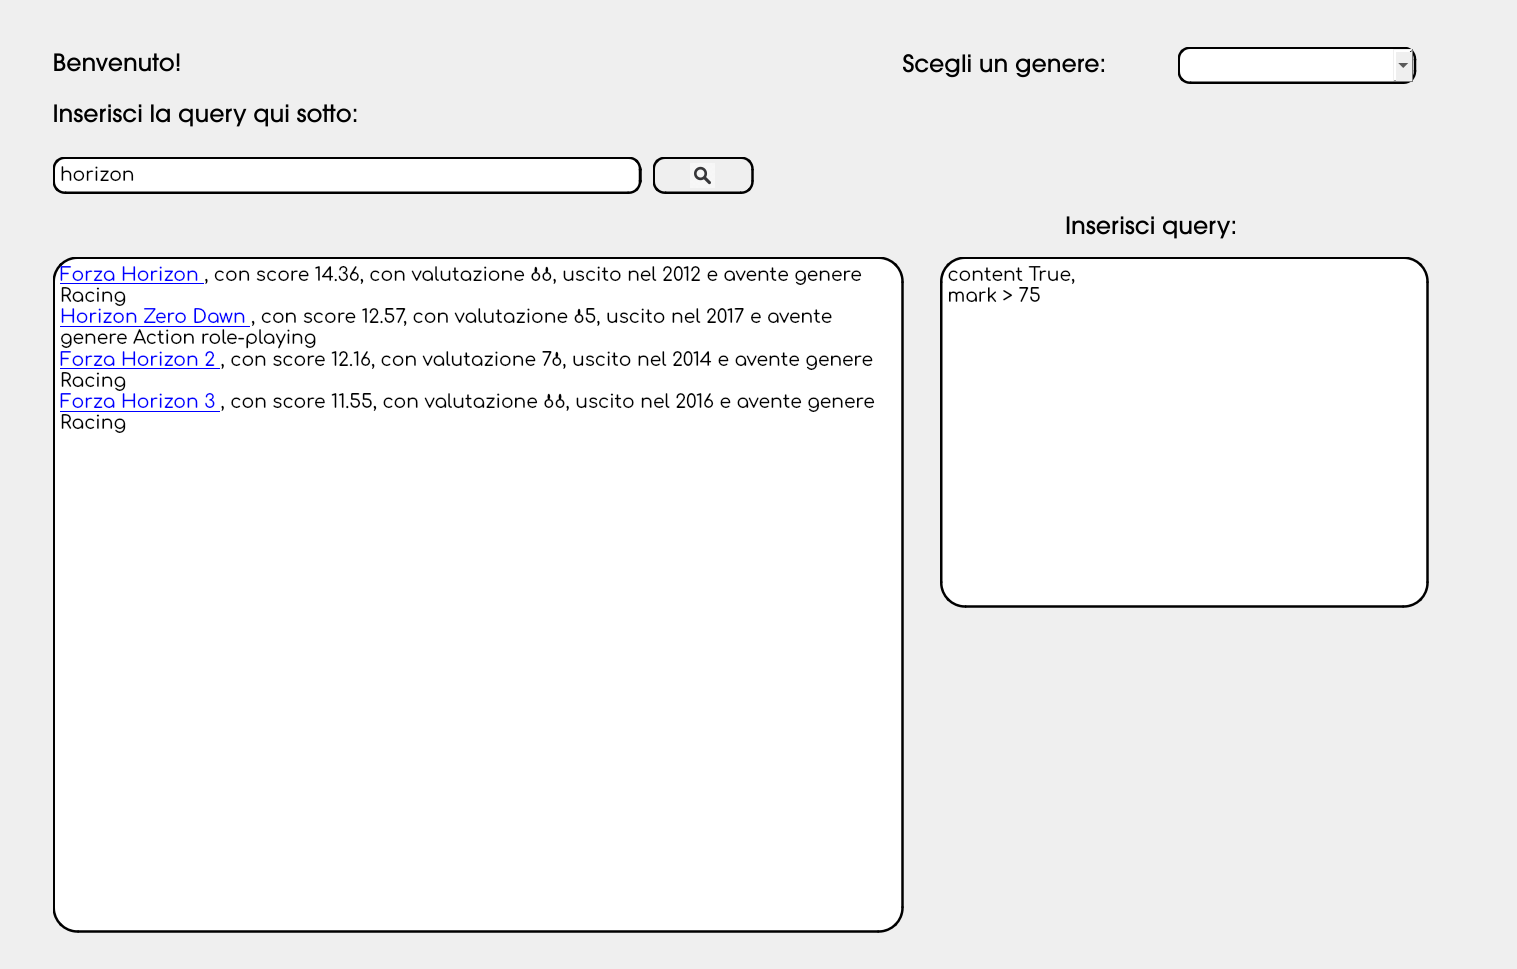 Benvenuto!
Scegli un genere:
Inserisci la query qui sotto:
horizon
Inserisci query:
Forza Horizon , con score 14.36, con valutazione 88, uscito nel 2012 e avente genere
Racing
Horizon Zero Dawn , con score 12.57, con valutazione 85, uscito nel 2017 e avente
genere Action role-playing
Forza Horizon 2 , con score 12.16, con valutazione 78, uscito nel 2014 e avente genere
Racing
Forza Horizon 3 , con score 11.55, con valutazione 88, uscito nel 2016 e avente genere
Racing
content True,
mark > 75